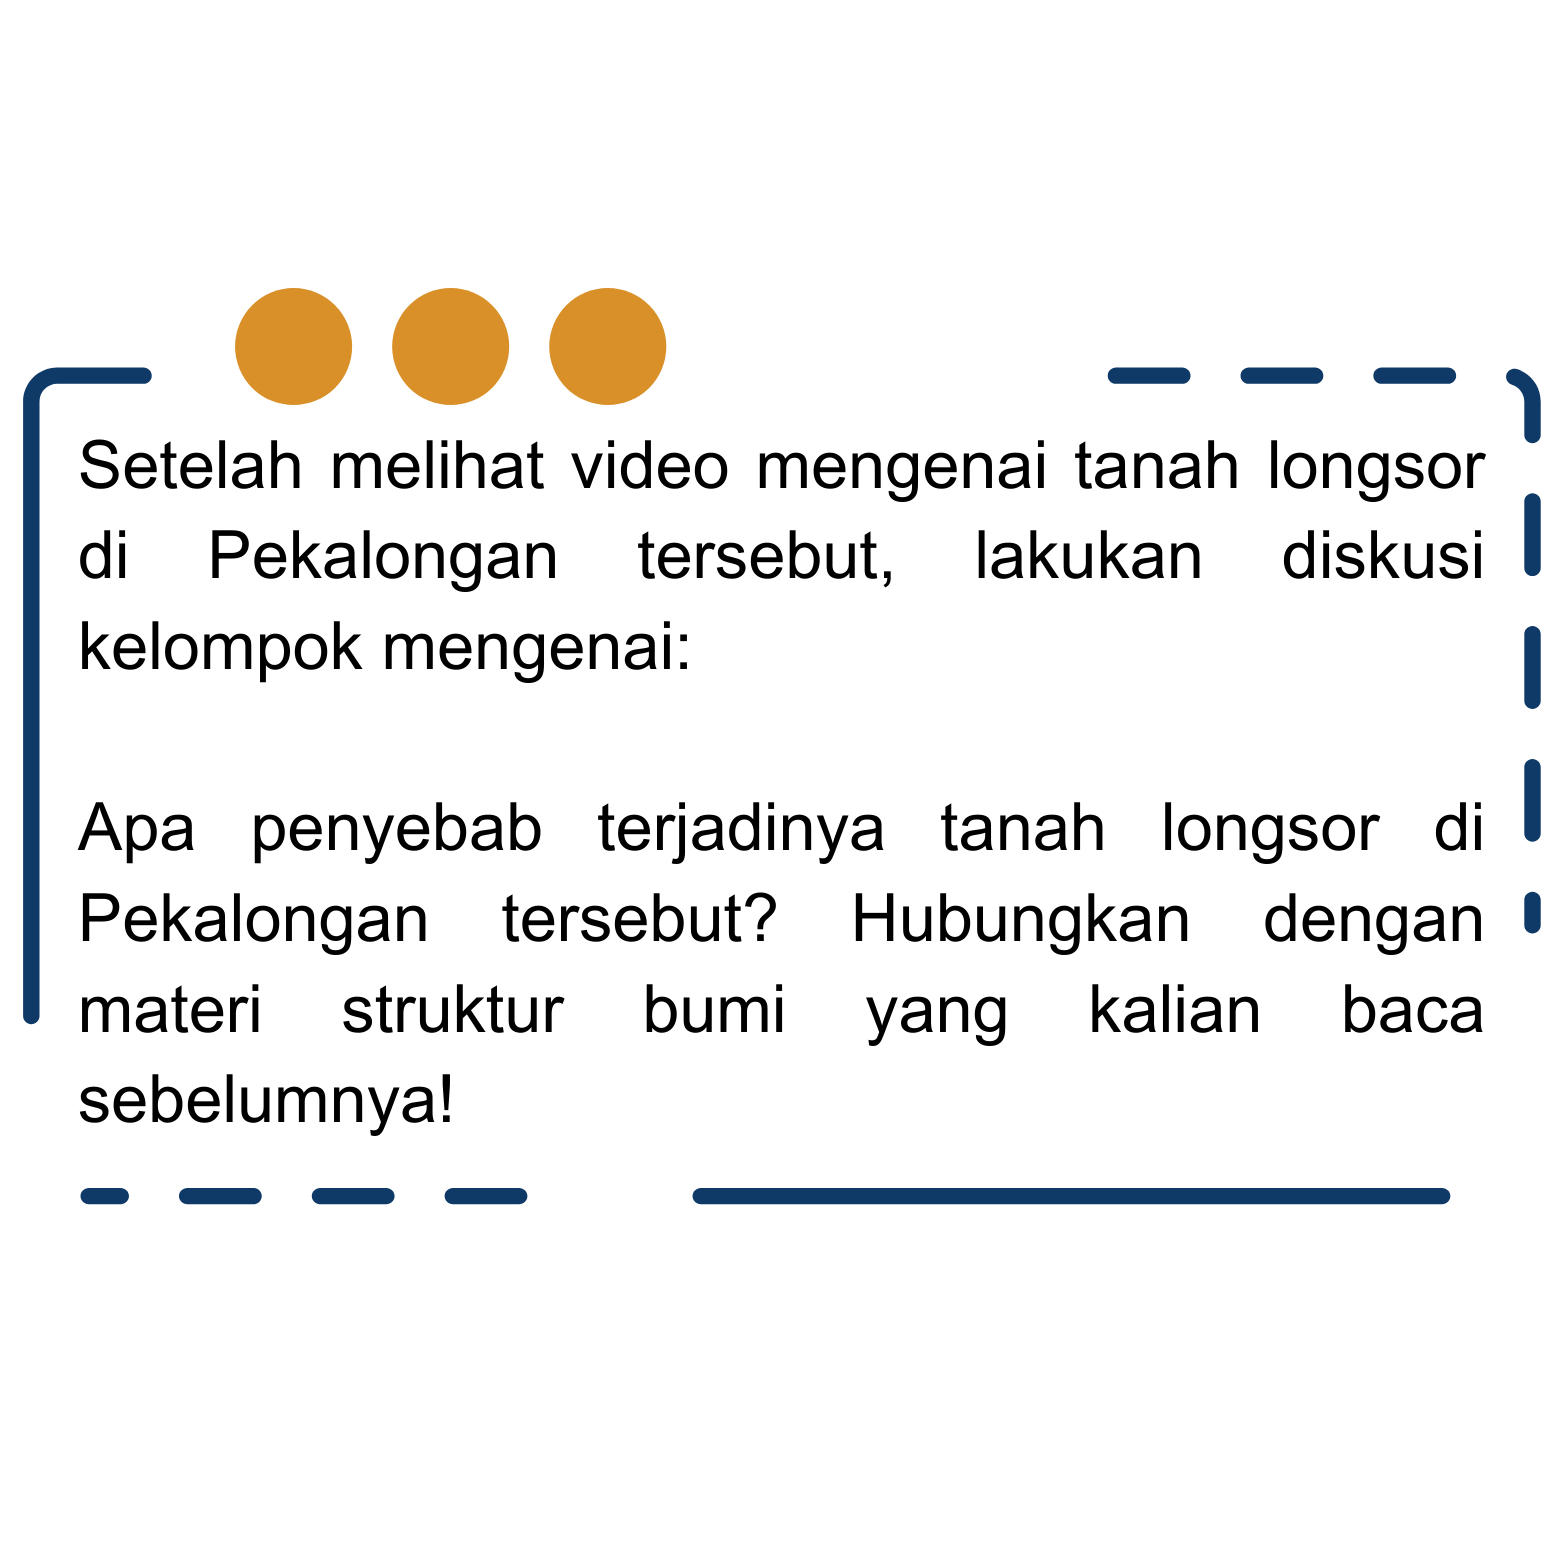 Setelah melihat video mengenai tanah longsor
di Pekalongan tersebut, lakukan diskusi
kelompok mengenai:
Apa penyebab terjadinya tanah longsor di
Pekalongan tersebut? Hubungkan dengan
materi struktur bumi yang kalian baca
sebelumnya!